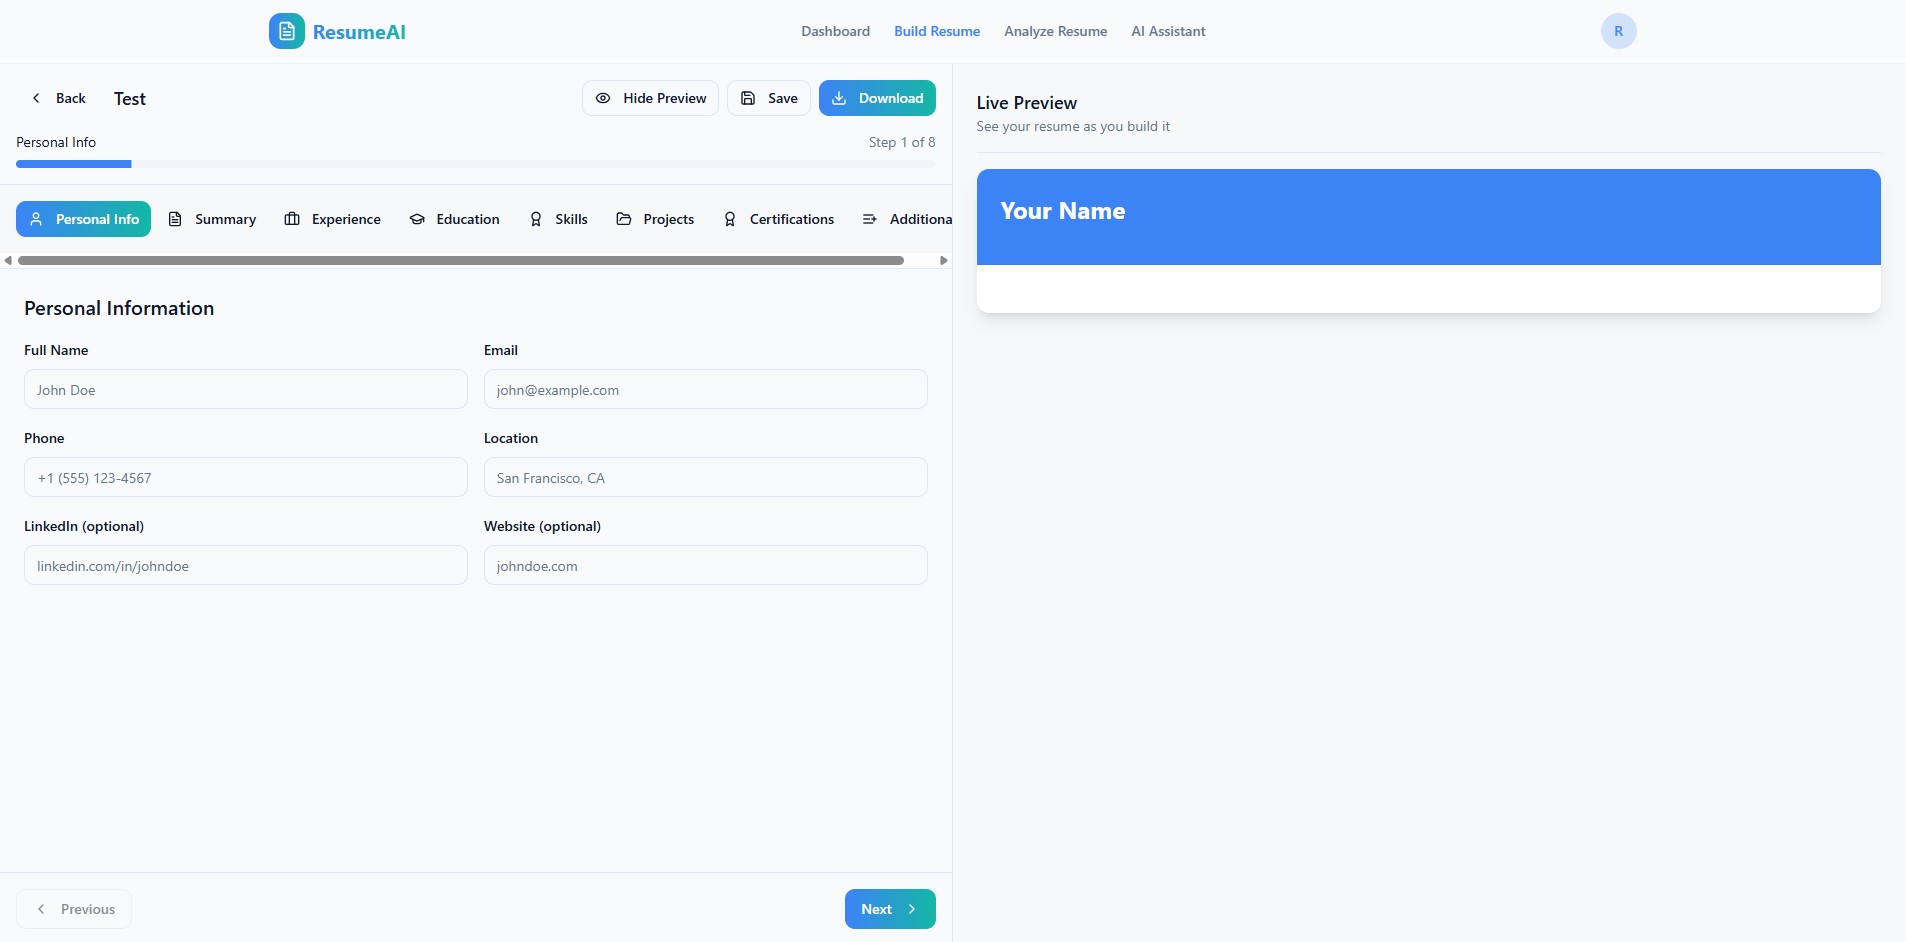 ResumeAI
Dashboard
Build Resume
Analyze Resume
AI Assistant
R
Back
Test
Hide Preview
Save
Download
Personal Info
Step 1 of 8
Personal Info
Summary
Experience
Education
Skills
Projects
Certifications
Additiona
Personal Information
Full Name
John Doe
Email
john@example.com
Phone
+1 (555) 123-4567
Location
San Francisco, CA
LinkedIn (optional)
linkedin.com/in/johndoe
Website (optional)
johndoe.com
Previous
Next
Live Preview
See your resume as you build it
Your Name